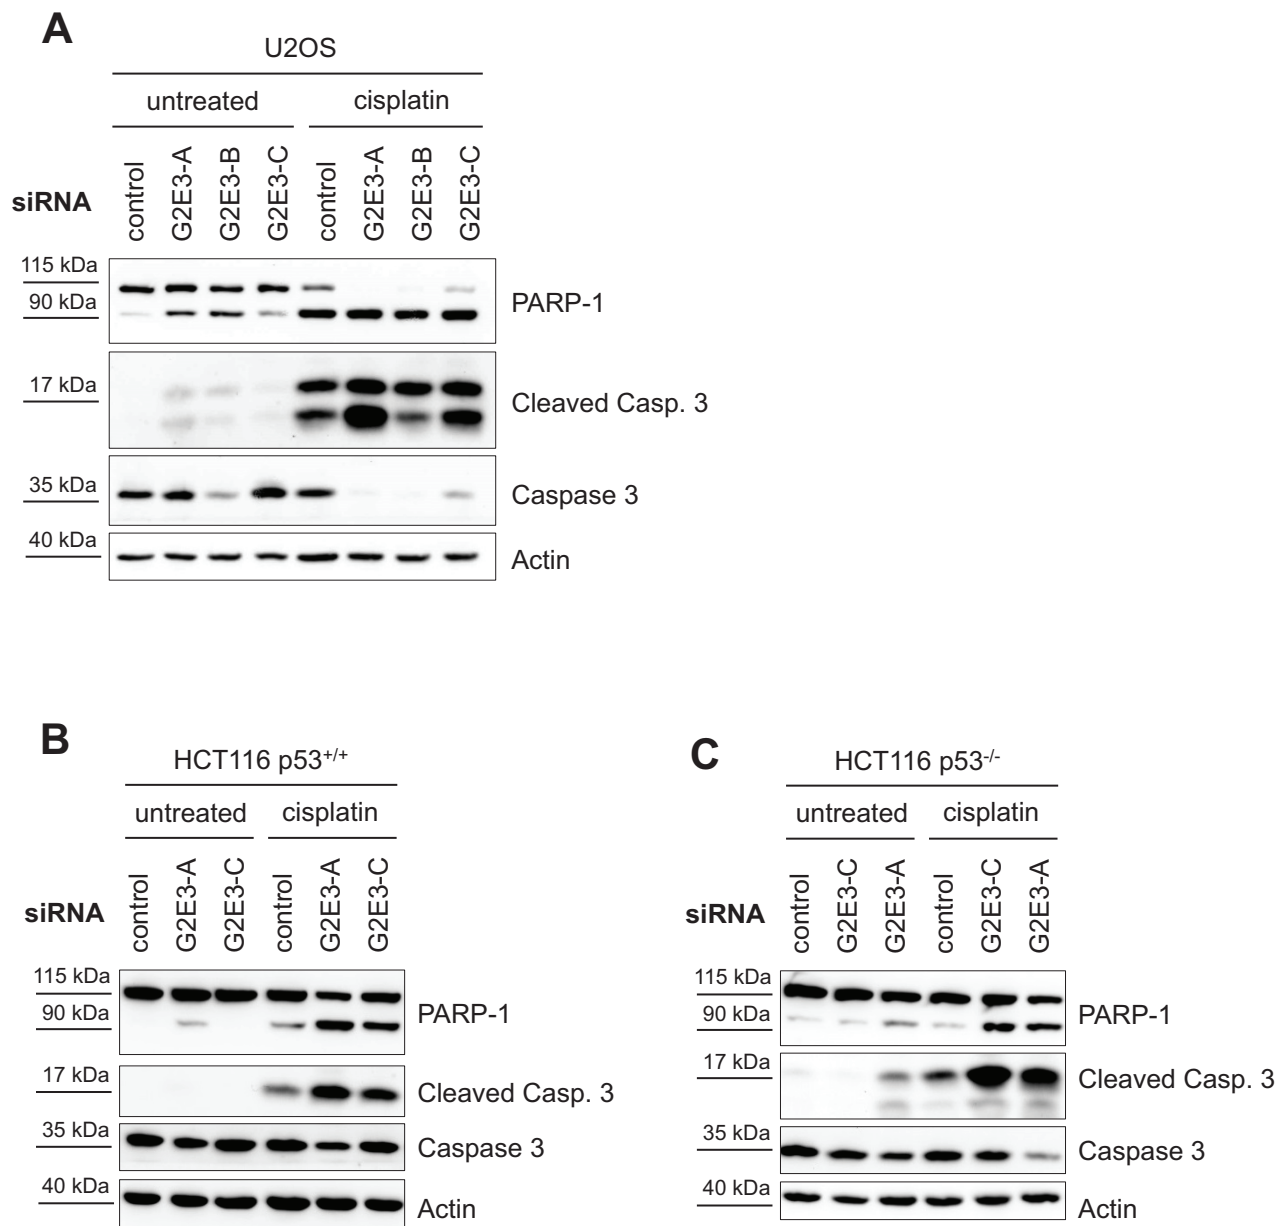 A
U2OS
untreated cisplatin
siRNA control G2E3-A G2E3-B G2E3-C control G2E3-A G2E3-B G2E3-C
115 kDa
90 kDa PARP-1
17 kDa Cleaved Casp. 3
35 kDa Caspase 3
40 kDa Actin
B
HCT116 p53+/+
untreated cisplatin
siRNA control G2E3-A G2E3-C control G2E3-A G2E3-C
115 kDa
90 kDa PARP-1
17 kDa Cleaved Casp. 3
35 kDa Caspase 3
40 kDa Actin
C
HCT116 p53-/-
untreated cisplatin
siRNA control G2E3-C G2E3-A control G2E3-C G2E3-A
115 kDa
90 kDa PARP-1
17 kDa Cleaved Casp. 3
35 kDa Caspase 3
40 kDa Actin